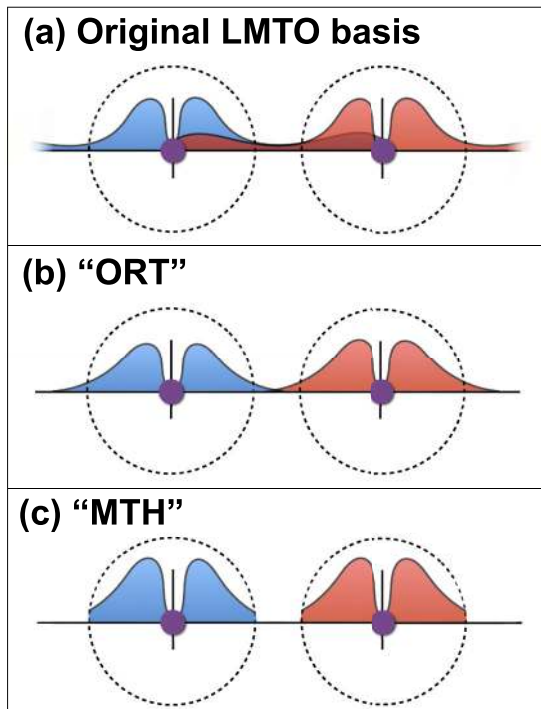 (a) Original LMTO basis
(b) “ORT”
(c) “MTH”